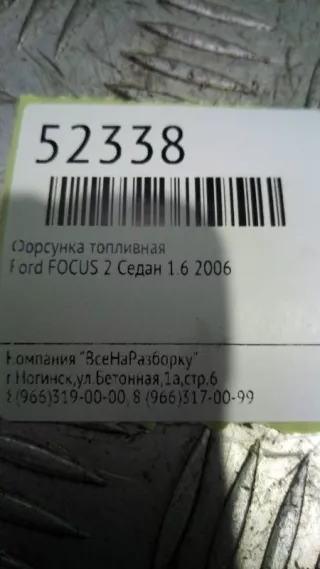 52338
Форсунка топливная
Ford FOCUS 2 Седан 1.6 2006
Компания "ВсеНаРазборку"
г.Ногинск,ул.Бетонная,1а,стр.6
8(966)319-00-00, 8 (966)317-00-99